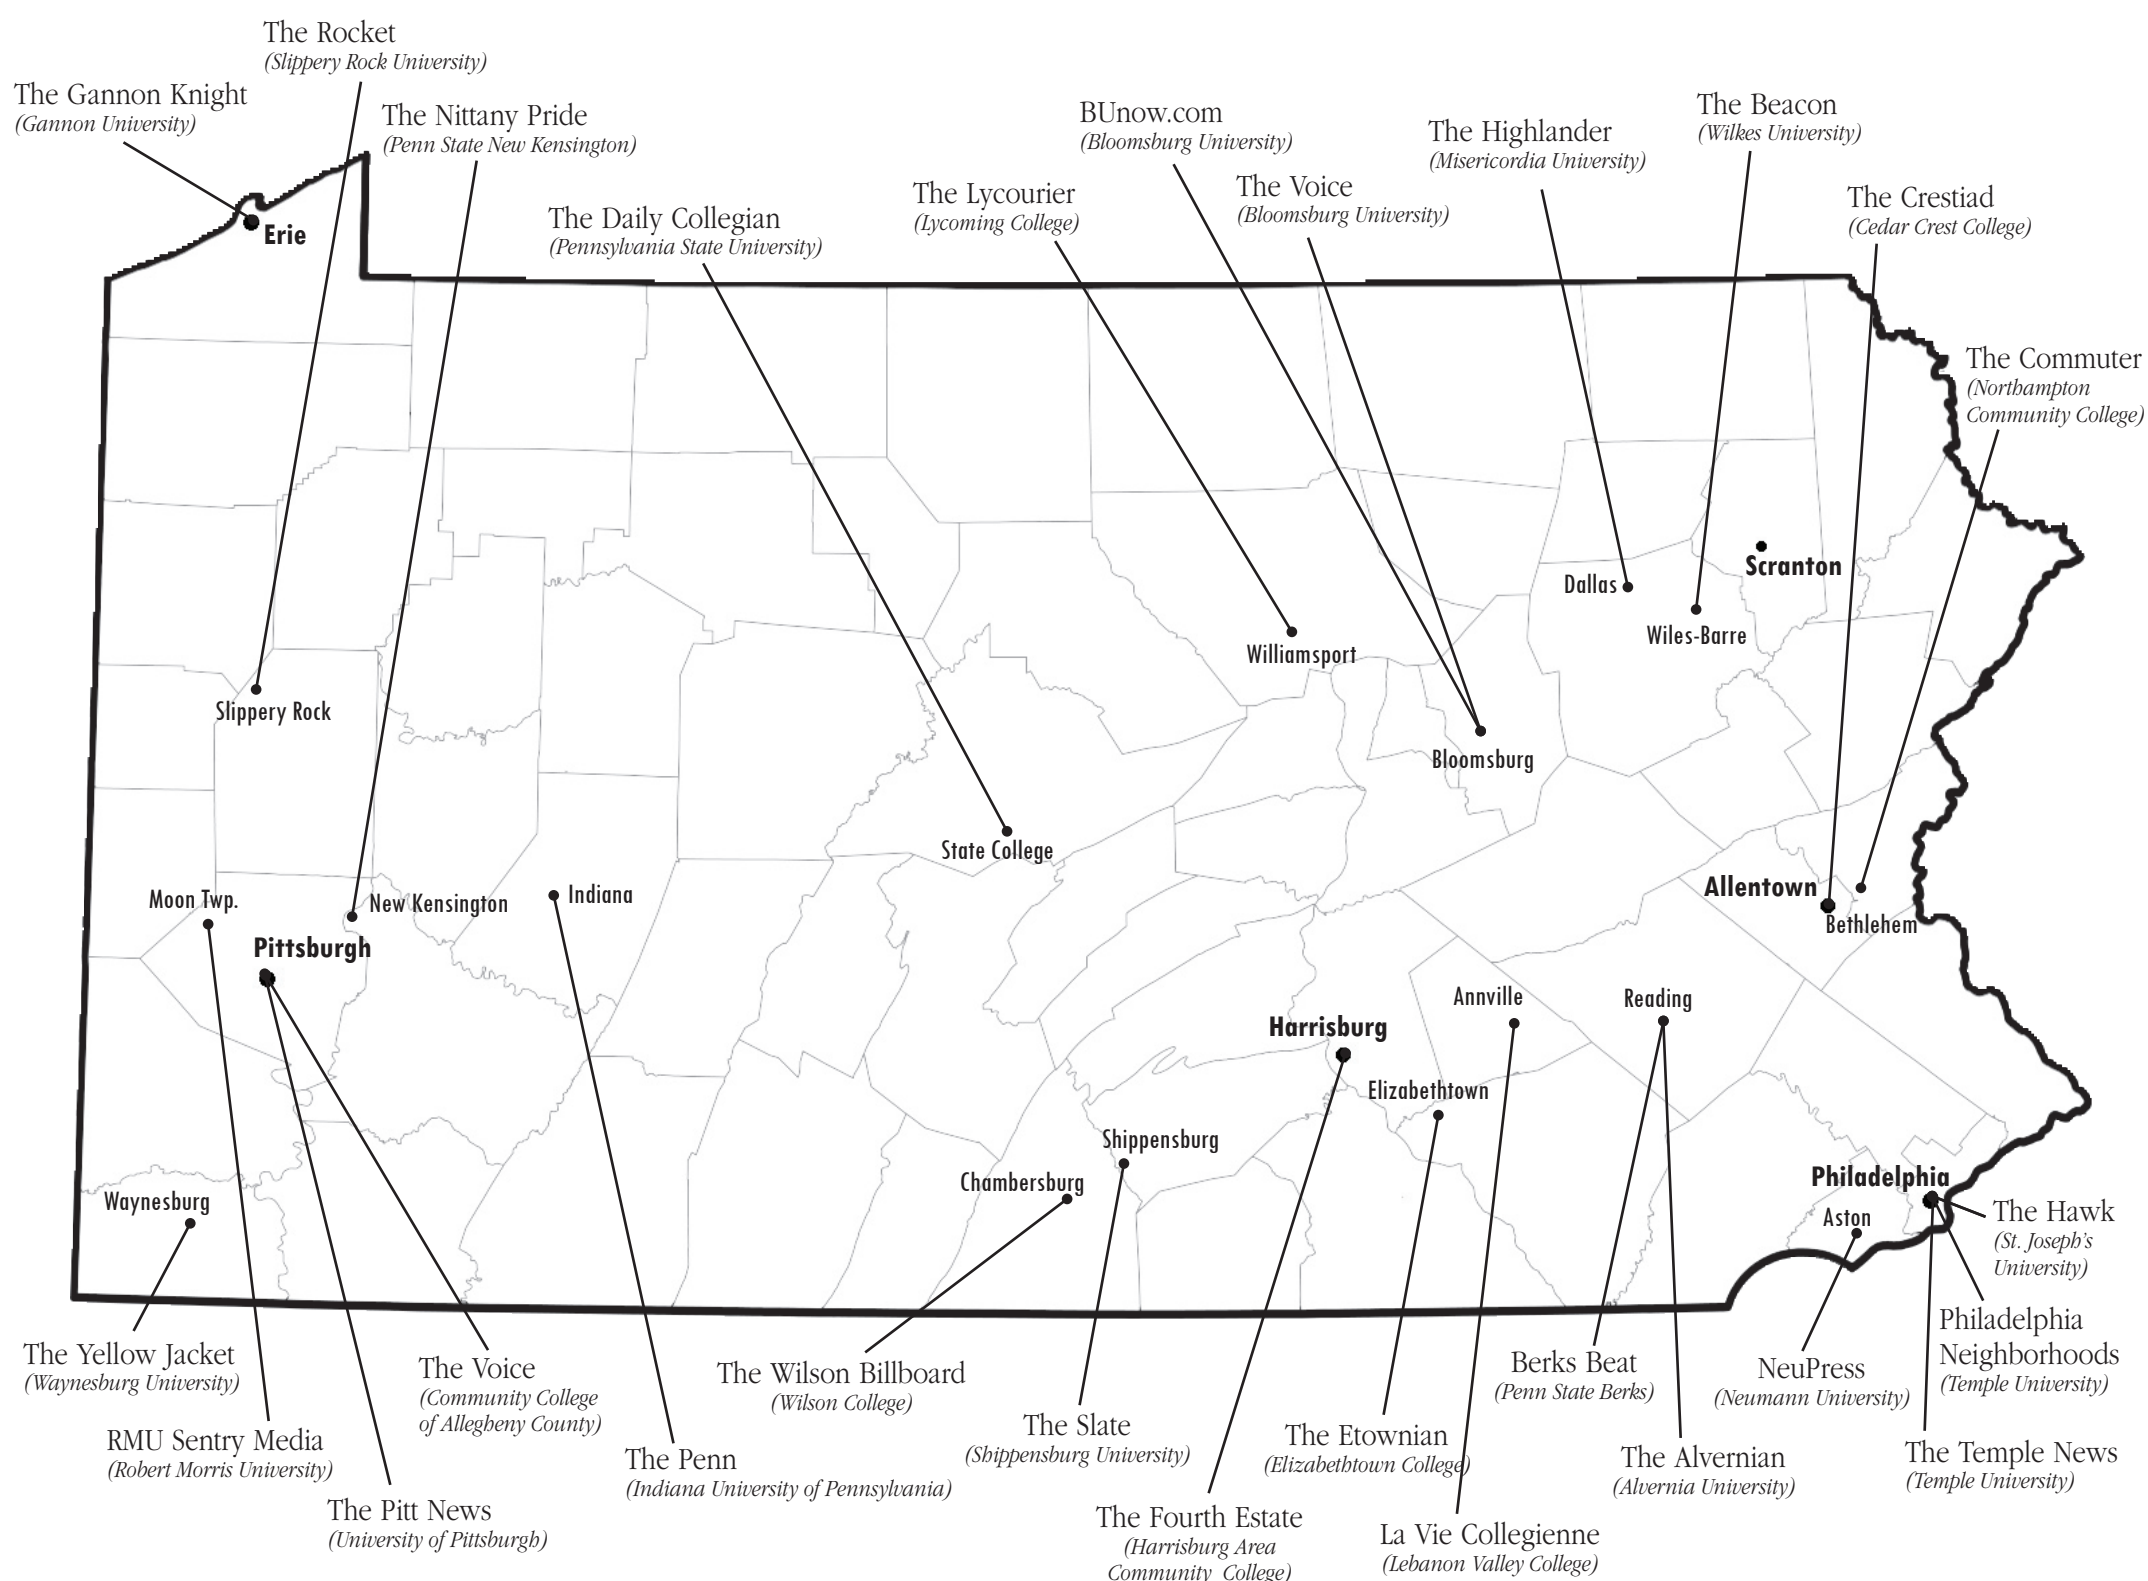 The Rocket
(Slippery Rock University)
The Gannon Knight
(Gannon University)
The Nittany Pride
(Penn State New Kensington)
The Daily Collegian
(Pennsylvania State University)
The Lycourier
(Lycoming College)
BUnow.com
(Bloomsburg University)
The Voice
(Bloomsburg University)
The Highlander
(Misericordia University)
The Beacon
(Wilkes University)
The Crestiad
(Cedar Crest College)
The Commuter
(Northampton
Community College)
Erie
Scranton
Dallas
Wiles-Barre
Williamsport
Slippery Rock
Bloomsburg
State College
Moon Twp.
New Kensington
Indiana
Allentown
Bethlehem
Pittsburgh
Annville
Reading
Harrisburg
Elizabethtown
Shippensburg
Chambersburg
Waynesburg
Philadelphia
Aston
The Hawk
(St. Joseph's
University)
Philadelphia
Neighborhoods
(Temple University)
The Yellow Jacket
(Waynesburg University)
The Voice
(Community College
of Allegheny County)
The Wilson Billboard
(Wilson College)
Berks Beat
(Penn State Berks)
NeuPress
(Neumann University)
RMU Sentry Media
(Robert Morris University)
The Penn
(Indiana University of Pennsylvania)
The Slate
(Shippensburg University)
The Etownian
(Elizabethtown College)
The Alvernian
(Alvernia University)
The Temple News
(Temple University)
The Pitt News
(University of Pittsburgh)
The Fourth Estate
(Harrisburg Area
Community College)
La Vie Collegienne
(Lebanon Valley College)